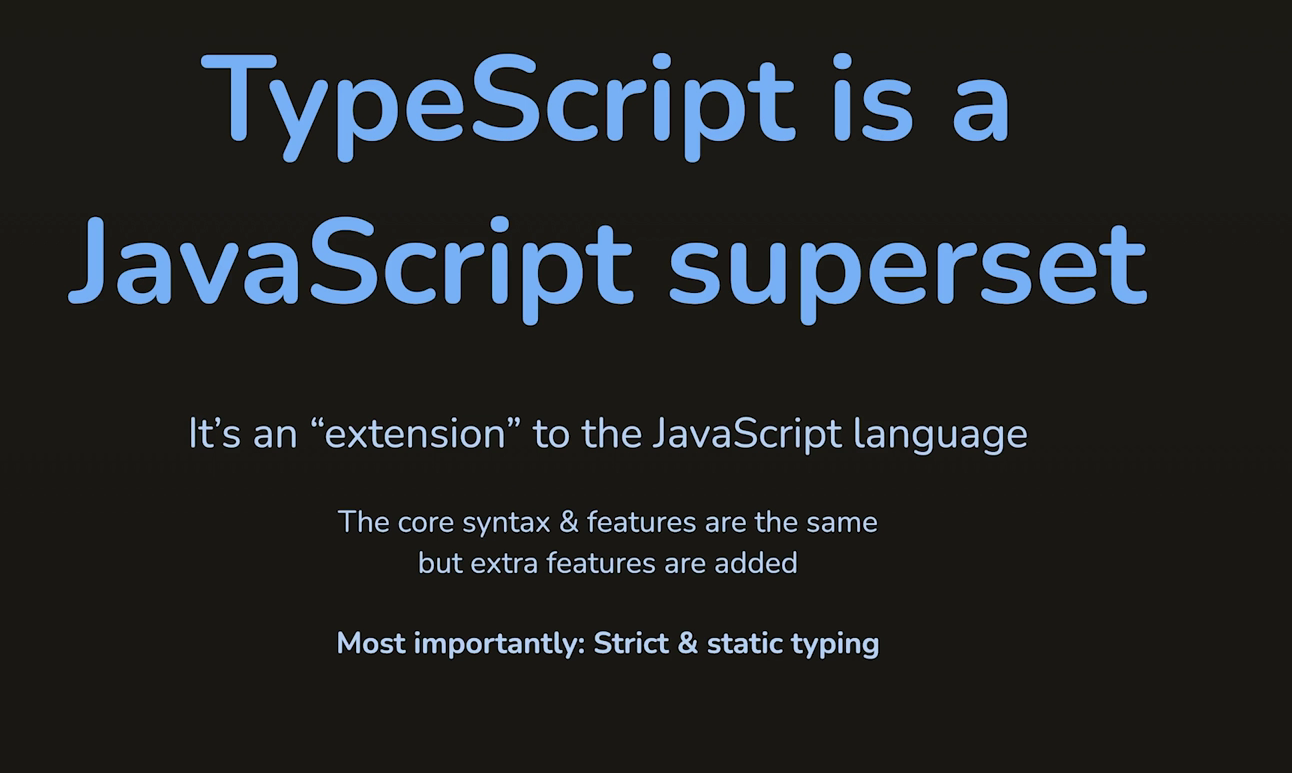 TypeScript is a
JavaScript superset
It’s an “extension” to the JavaScript language
The core syntax & features are the same
but extra features are added
Most importantly: Strict & static typing